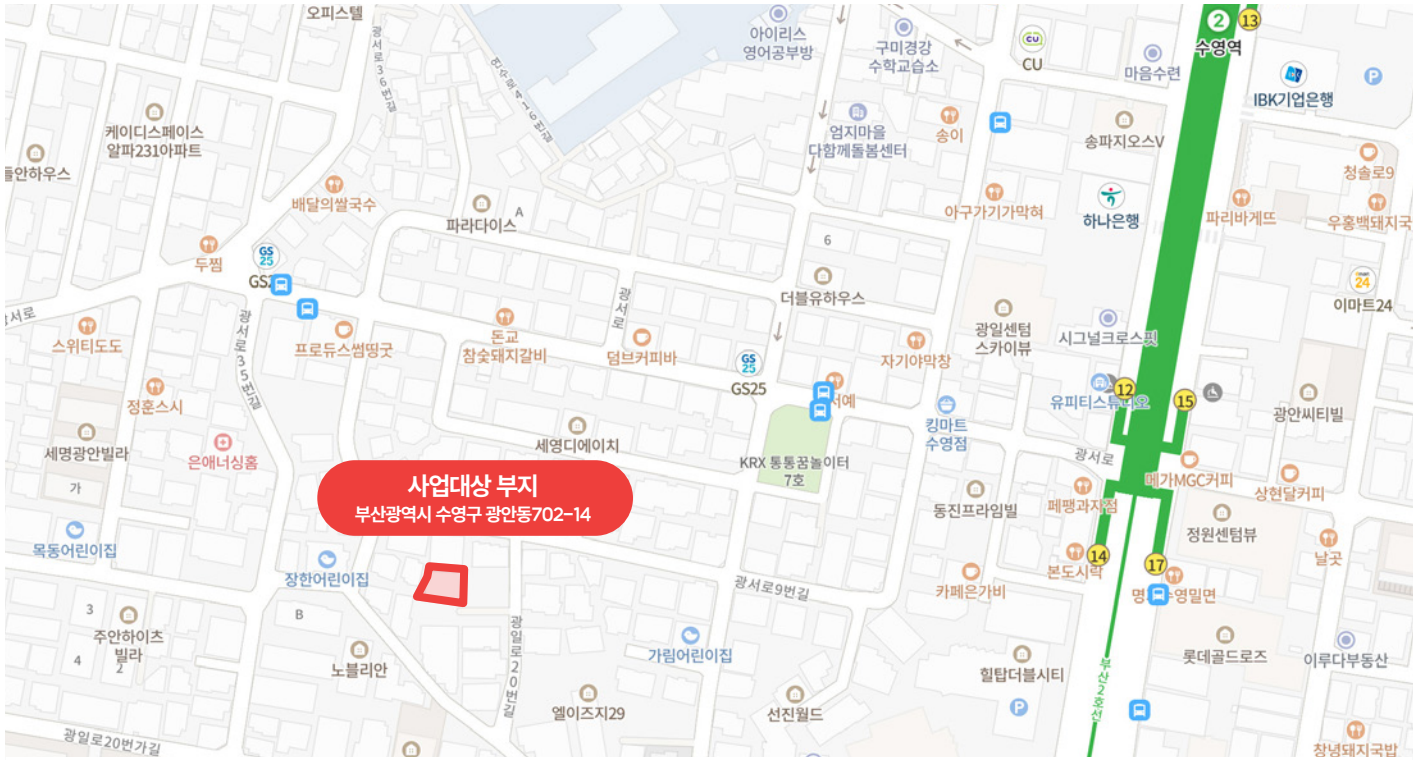 오피스텔
광서로36번길
연수로416번길
아이리스
영어공부방
구미경강
수학교습소
CU
CU
마음수련
2
13
수영역
IBK기업은행
P
케이디스페이스
알파231아파트
돌안하우스
엄지마을
다함께돌봄센터
송이
송파지오스V
청솔로9
배달의쌀국수
파라다이스
A
아구가기가막혀
하나은행
파리바게뜨
우홍백돼지국
두찜
GS
25
6
더블유하우스
24
이마트24
광서로
스위티도도
광서로35번길
프로듀스썸띵굿
돈교
참숯돼지갈비
광서로
덤브커피바
GS
25
GS25
자기야막창
광일센텀
스카이뷰
시그널크로스핏
12
15
서예
정훈스시
세명광안빌라
은애너싱홈
세영디에이치
킹마트
수영점
광안씨티빌
KRX 통통꿈놀이터
7호
광서로
메가MGC커피
상현달커피
가
사업대상 부지
부산광역시 수영구 광안동702-14
동진프라임빌
페팽과자점
정원센텀뷰
목동어린이집
장한어린이집
14
17
본도시락
날곳
광서로9번길
카페은가비
3
주안하이츠
빌라
4
2
B
노블리안
광일로20번길
가림어린이집
힐탑더블시티
롯데골드로즈
이루다부동산
부산2호선
엘이즈지29
선진월드
P
광일로20번가길
창녕돼지국밥